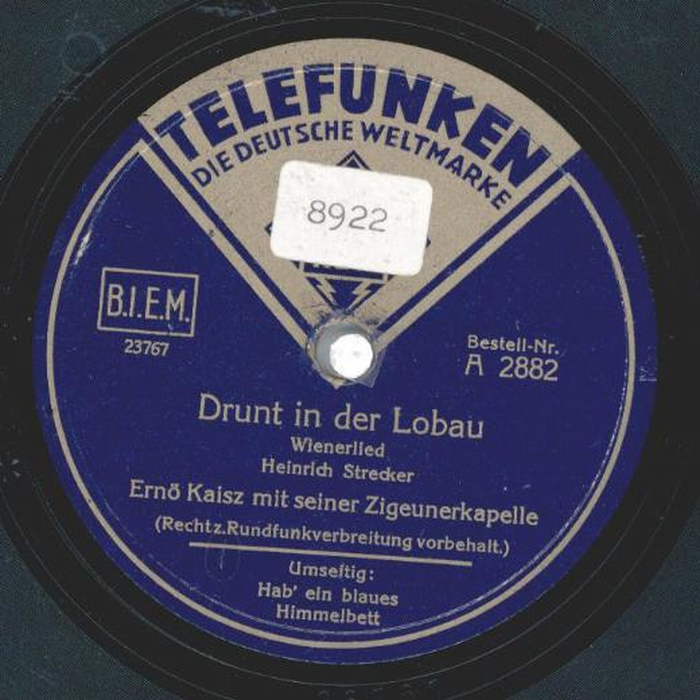 TELEFUNKEN
DIE DEUTSCHE WELTMARKE
8922
B.I.E.M.
23767
Bestell-Nr.
A 2882
Drunt in der Lobau
Wienerlied
Heinrich Strecker
Ernö Kaisz mit seiner Zigeunerkapelle
(Rechtz.Rundfunkverbreitung vorbehalt.)
Umseitig:
Hab' ein blaues
Himmelbett